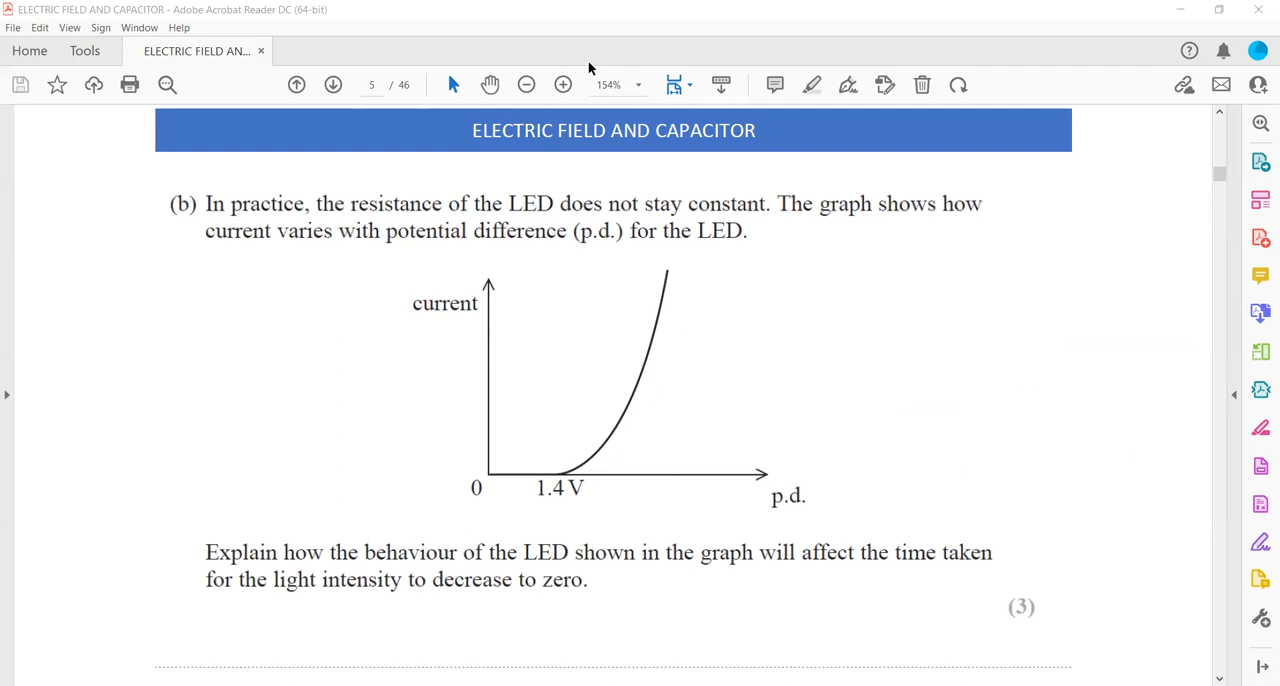 ELECTRIC FIELD AND CAPACITOR - Adobe Acrobat Reader DC (64-bit)
File Edit View Sign Window Help
Home Tools ELECTRIC FIELD AN... ×
5 / 46 154%
ELECTRIC FIELD AND CAPACITOR
(b) In practice, the resistance of the LED does not stay constant. The graph shows how
current varies with potential difference (p.d.) for the LED.
current
0 1.4 V
p.d.
Explain how the behaviour of the LED shown in the graph will affect the time taken
for the light intensity to decrease to zero.
(3)